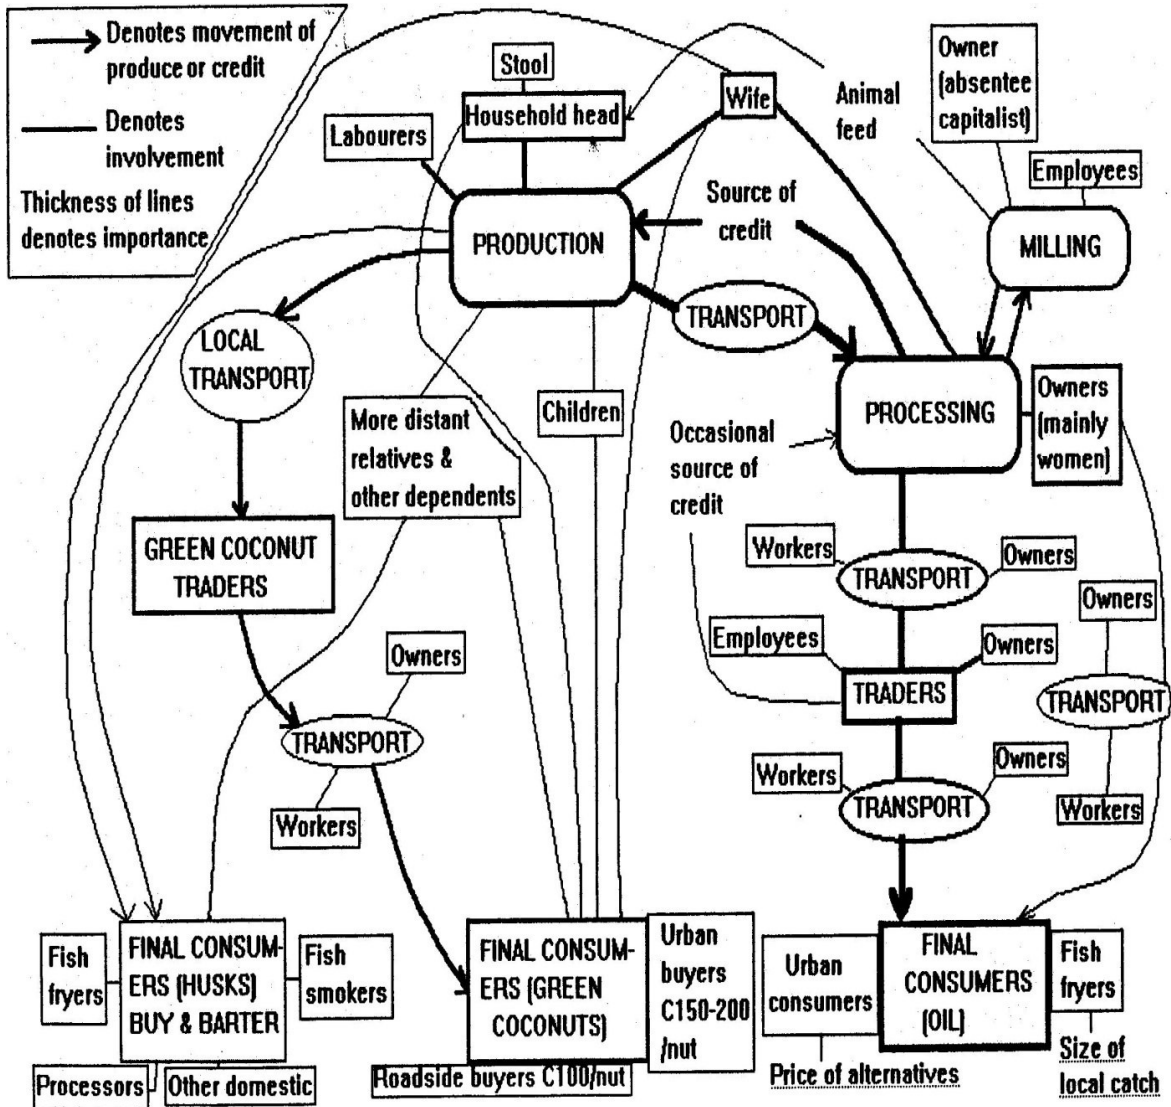 Denotes movement of
produce or credit
Denotes
involvement
Thickness of lines
denotes importance
Stool
Household head
Labourers
Wife
Animal
feed
Owner
(absentee
capitalist)
Employees
MILLING
PRODUCTION
Source of
credit
TRANSPORT
LOCAL
TRANSPORT
More distant
relatives &
other dependents
Children
PROCESSING
Owners
(mainly
women)
Occasional
source of
credit
GREEN COCONUT
TRADERS
Workers
TRANSPORT
Owners
Owners
TRANSPORT
Workers
Employees
TRADERS
Owners
Owners
TRANSPORT
Workers
Workers
TRANSPORT
Owners
Fish
fryers
FINAL CONSUM-
ERS (HUSKS)
BUY & BARTER
Fish
smokers
Processors
Other domestic
FINAL CONSUM-
ERS (GREEN
COCONUTS)
Urban
buyers
C150-200
/nut
Roadside buyers C100/nut
Urban
consumers
FINAL
CONSUMERS
(OIL)
Fish
fryers
Price of alternatives
Size of
local catch